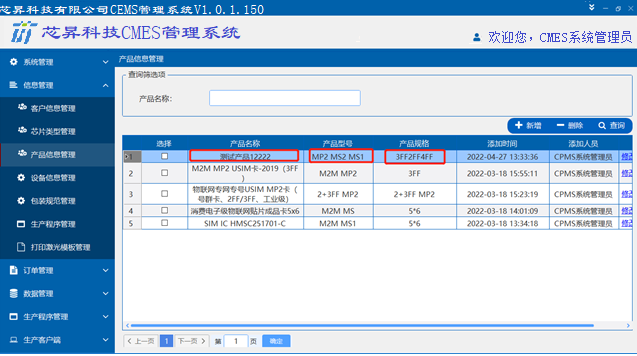 芯昇科技有限公司CEMS管理系统V1.0.1.150
芯昇科技CMES管理系统
欢迎您，CMES系统管理员
系统管理
信息管理
客户信息管理
芯片类型管理
产品信息管理
设备信息管理
包装规范管理
生产程序管理
打印激光模板管理
订单管理
数据管理
生产程序管理
生产客户端
产品信息管理
查询筛选项
产品名称：
新增 删除 查询
选择 产品名称 产品型号 产品规格 添加时间 添加人员
1 测试产品12222 MP2 MS2 MS1 3FF2FF4FF 2022-04-27 13:33:36 CPMS系统管理员 修改
2 M2M MP2 USIM卡-2019（3FF
） M2M MP2 3FF 2022-03-18 15:55:11 CPMS系统管理员 修改
3 物联网专网专号USIM MP2卡（
号群卡、2FF/3FF、工业级） 2+3FF MP2 2+3FF MP2 2022-03-18 15:23:19 CPMS系统管理员 修改
4 消费电子级物联网贴片成品卡5x6 M2M MS 5*6 2022-03-18 14:01:09 CPMS系统管理员 修改
5 SIM IC HMSC251701-C M2M MS1 5*6 2022-03-18 13:34:18 CPMS系统管理员 修改
上一页 1 下一页 第 1 页 确定